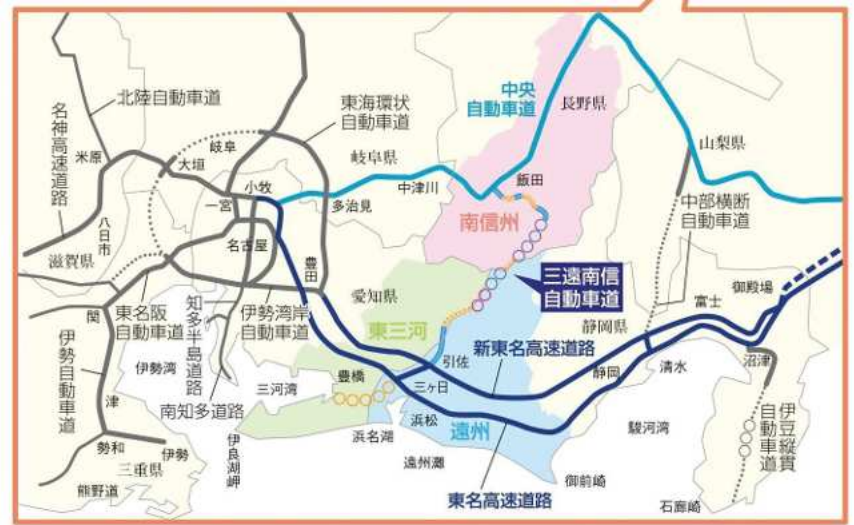 北陸自動車道
名神高速道路
米原
大垣
岐阜
東海環状
自動車道
岐阜県
中央
自動車道
長野県
山梨県
小牧
一宮
多治見
中津川
飯田
南信州
中部横断
自動車道
八日市
滋賀県
名古屋
豊田
愛知県
三遠南信
自動車道
富士
御殿場
関
東名阪
自動車道
知多半島道路
伊勢湾岸
自動車道
東三河
静岡県
新東名高速道路
引佐
静岡
清水
沼津
伊勢自動車道
伊勢湾
三河湾
豊橋
三ヶ日
津
南知多道路
浜松
遠州
駿河湾
伊豆縦貫
自動車道
伊良湖岬
浜名湖
遠州灘
御前崎
勢和
伊勢
三重県
熊野道
東名高速道路
石廊崎